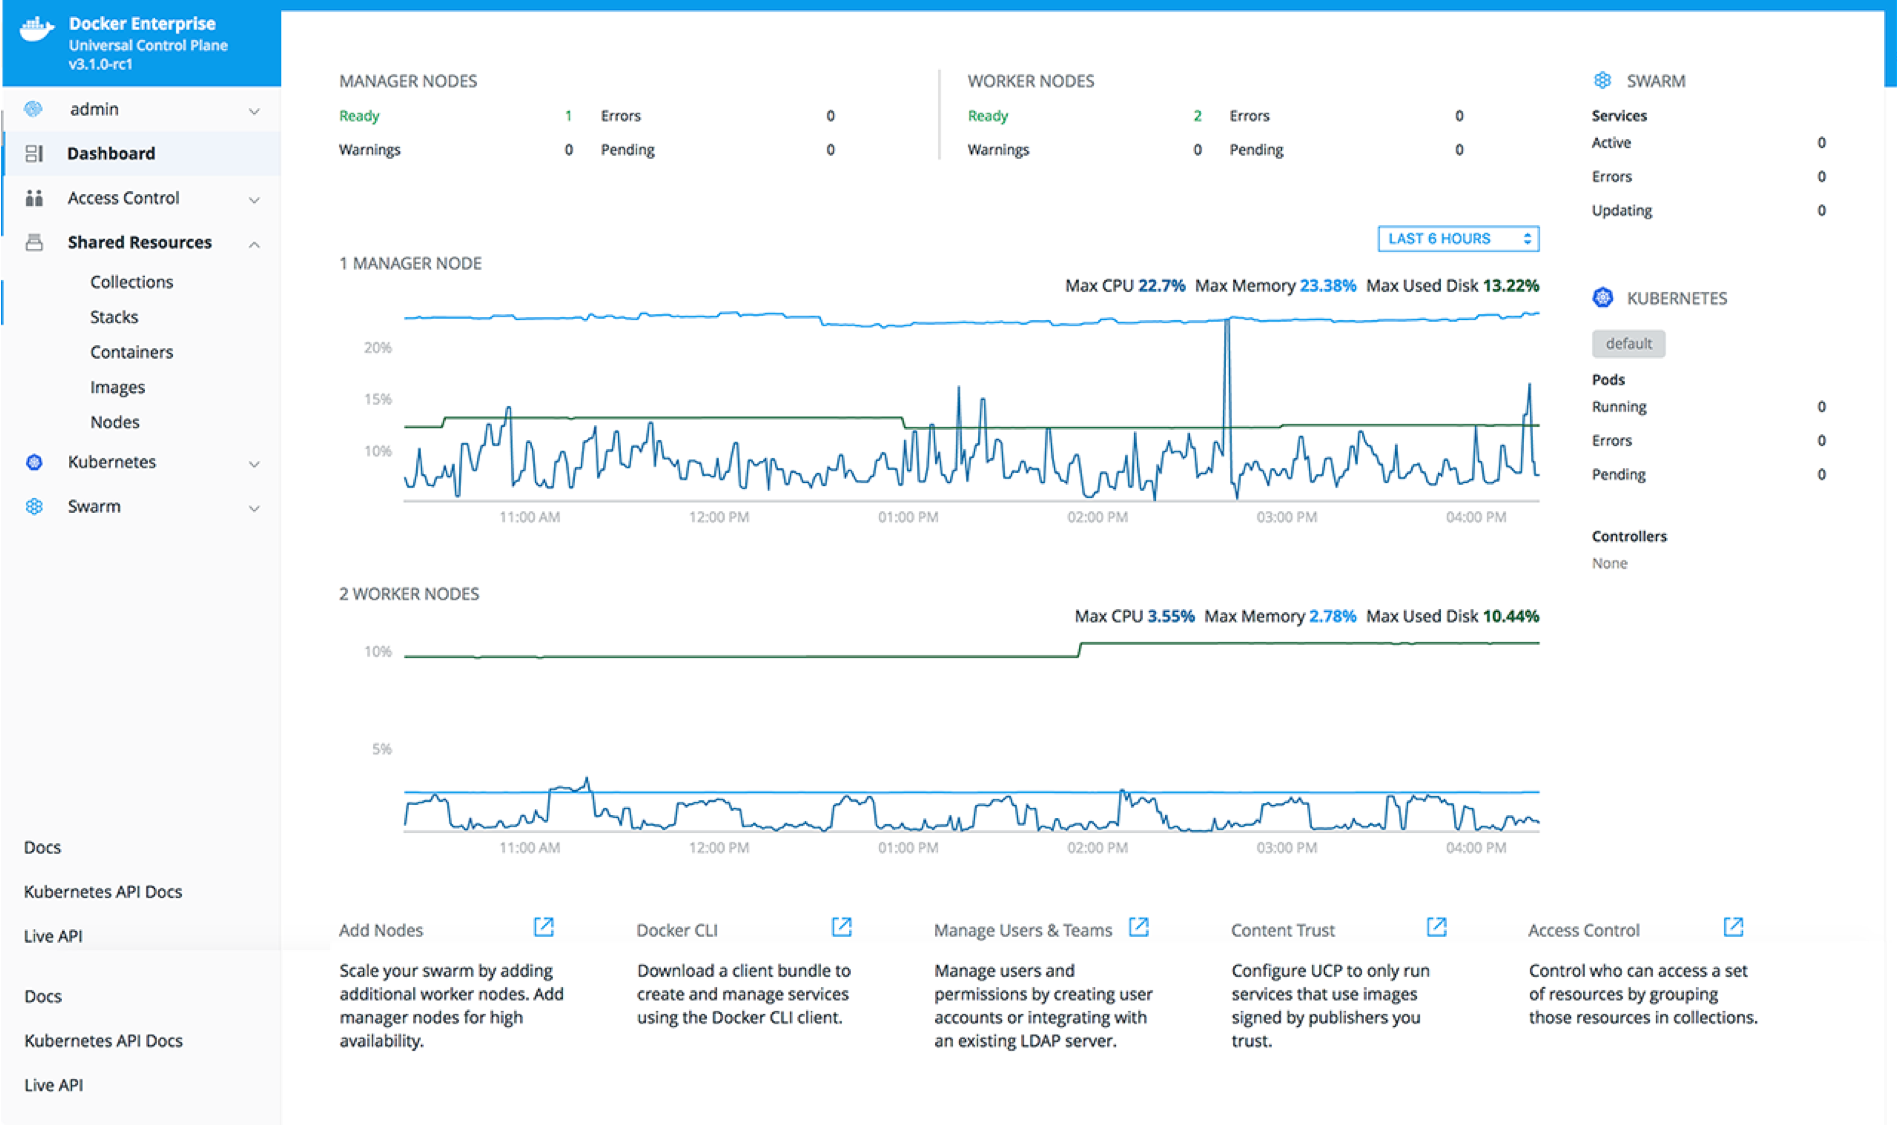 Docker Enterprise
Universal Control Plane
v3.1.0-rc1
admin
Dashboard
Access Control
Shared Resources
Collections
Stacks
Containers
Images
Nodes
Kubernetes
Swarm
Docs
Kubernetes API Docs
Live API
Docs
Kubernetes API Docs
Live API
MANAGER NODES
Ready 1 Errors 0
Warnings 0 Pending 0
WORKER NODES
Ready 2 Errors 0
Warnings 0 Pending 0
LAST 6 HOURS
1 MANAGER NODE
Max CPU 22.7% Max Memory 23.38% Max Used Disk 13.22%
20%
15%
10%
11:00 AM 12:00 PM 01:00 PM 02:00 PM 03:00 PM 04:00 PM
2 WORKER NODES
Max CPU 3.55% Max Memory 2.78% Max Used Disk 10.44%
10%
5%
11:00 AM 12:00 PM 01:00 PM 02:00 PM 03:00 PM 04:00 PM
SWARM
Services
Active 0
Errors 0
Updating 0
KUBERNETES
default
Pods
Running 0
Errors 0
Pending 0
Controllers
None
Add Nodes
Scale your swarm by adding
additional worker nodes. Add
manager nodes for high
availability.
Docker CLI
Download a client bundle to
create and manage services
using the Docker CLI client.
Manage Users & Teams
Manage users and
permissions by creating user
accounts or integrating with
an existing LDAP server.
Content Trust
Configure UCP to only run
services that use images
signed by publishers you
trust.
Access Control
Control who can access a set
of resources by grouping
those resources in collections.